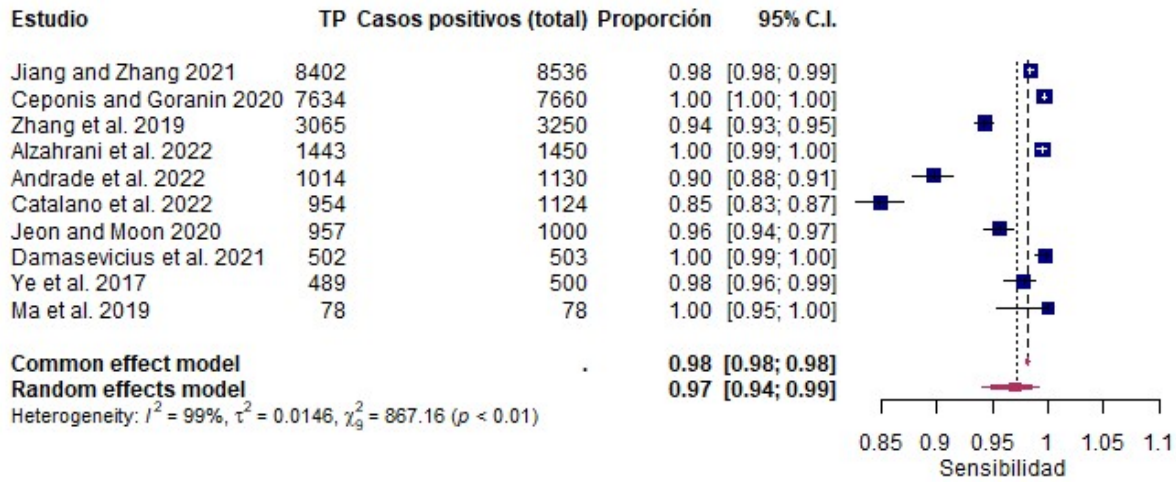 Estudio TP Casos positivos (total) Proporción 95% C.I.
Jiang and Zhang 2021 8402 8536 0.98 [0.98; 0.99]
Ceponis and Goranin 2020 7634 7660 1.00 [1.00; 1.00]
Zhang et al. 2019 3065 3250 0.94 [0.93; 0.95]
Alzahrani et al. 2022 1443 1450 1.00 [0.99; 1.00]
Andrade et al. 2022 1014 1130 0.90 [0.88; 0.91]
Catalano et al. 2022 954 1124 0.85 [0.83; 0.87]
Jeon and Moon 2020 957 1000 0.96 [0.94; 0.97]
Damasevicius et al. 2021 502 503 1.00 [0.99; 1.00]
Ye et al. 2017 489 500 0.98 [0.96; 0.99]
Ma et al. 2019 78 78 1.00 [0.95; 1.00]
Common effect model . 0.98 [0.98; 0.98]
Random effects model 0.97 [0.94; 0.99]
Heterogeneity: I² = 99%, τ² = 0.0146, χ²₉ = 867.16 (p < 0.01)
0.85 0.9 0.95 1 1.05 1.1
Sensibilidad